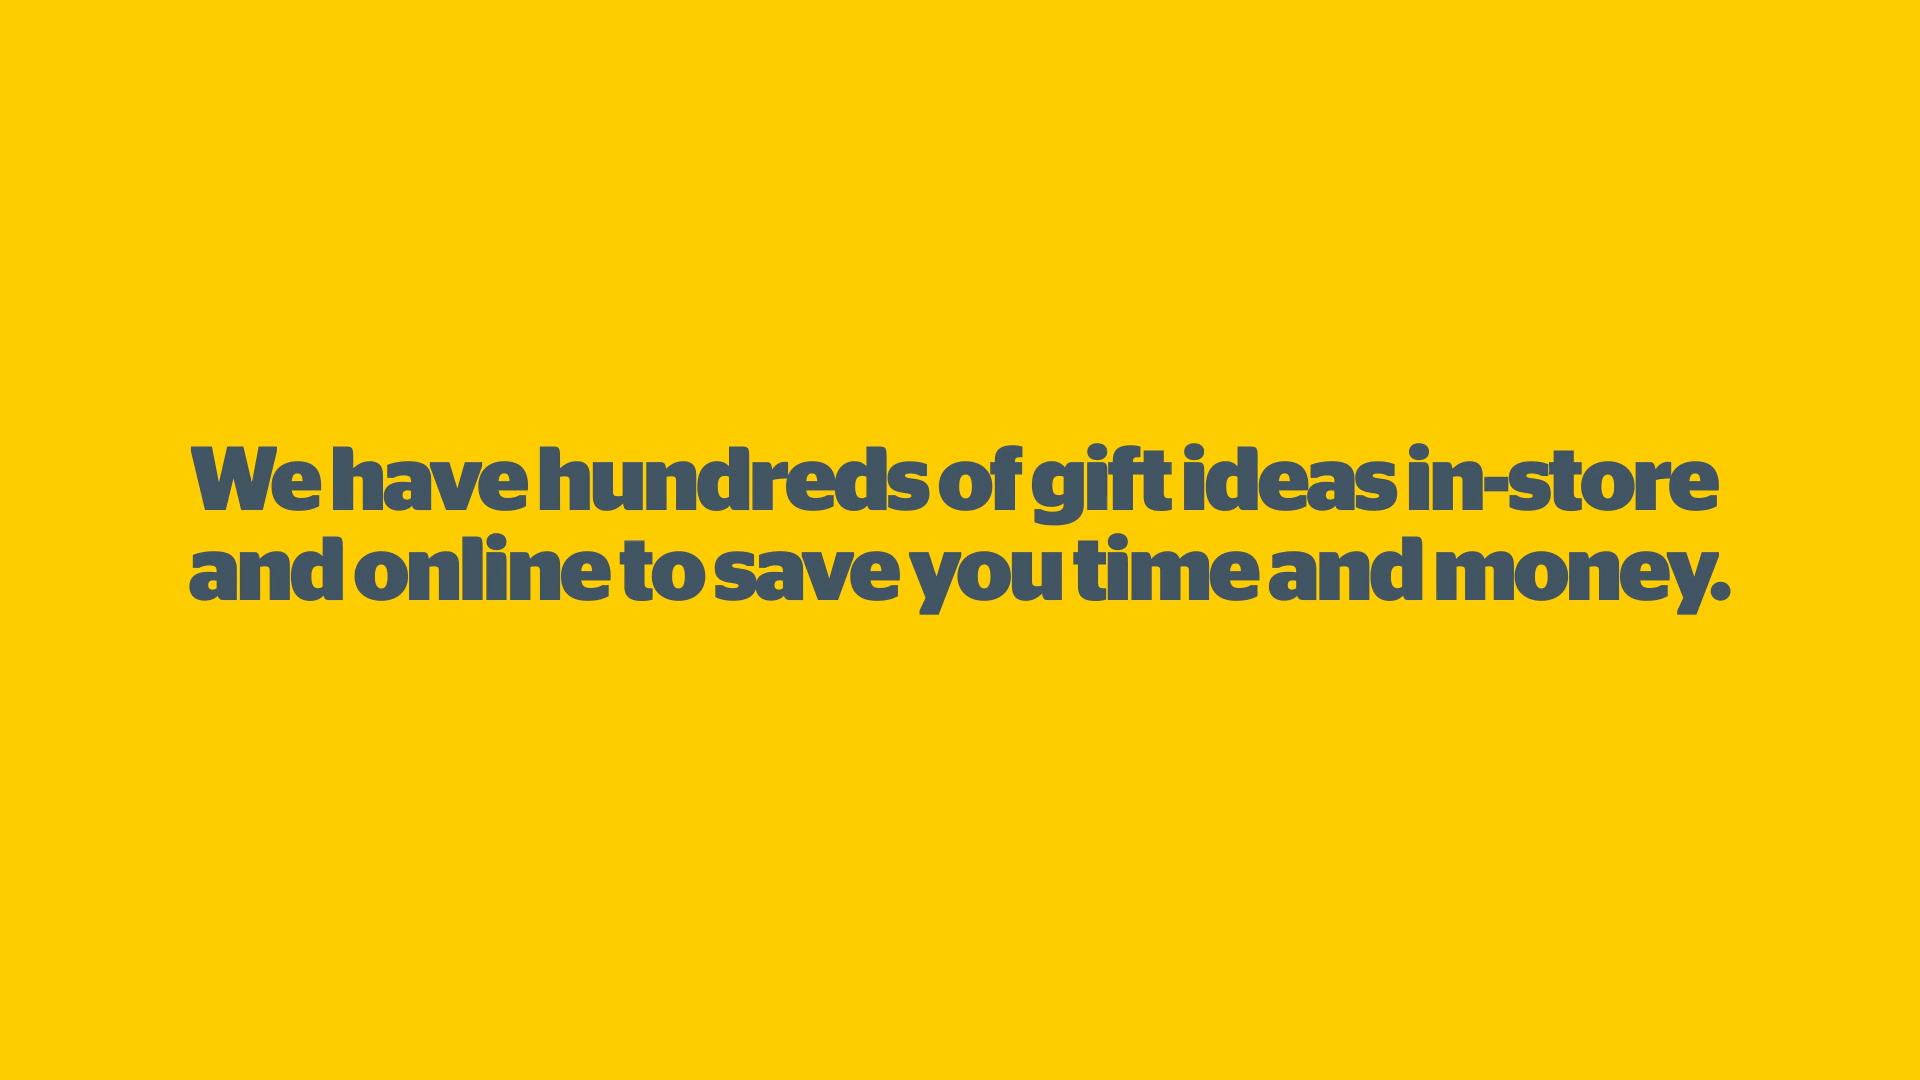 We have hundreds of gift ideas in-store
and online to save you time and money.